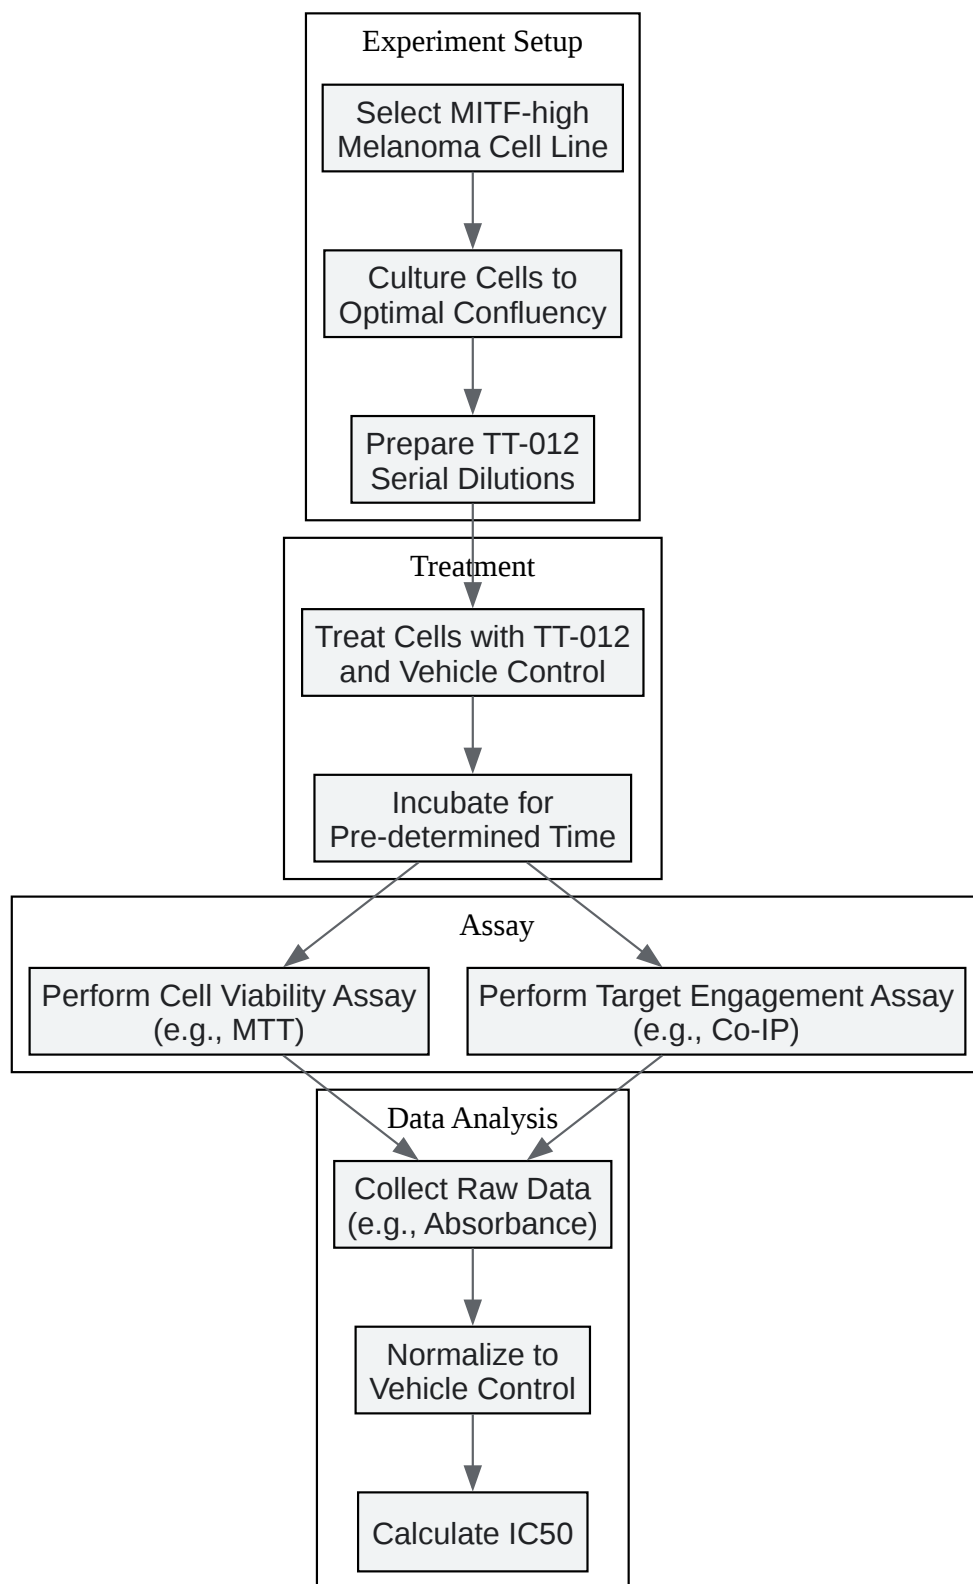 Experiment Setup
Select MITF-high
Melanoma Cell Line
Culture Cells to
Optimal Confluency
Prepare TT-012
Serial Dilutions
Treatment
Treat Cells with TT-012
and Vehicle Control
Incubate for
Pre-determined Time
Assay
Perform Cell Viability Assay
(e.g., MTT)
Perform Target Engagement Assay
(e.g., Co-IP)
Data Analysis
Collect Raw Data
(e.g., Absorbance)
Normalize to
Vehicle Control
Calculate IC50